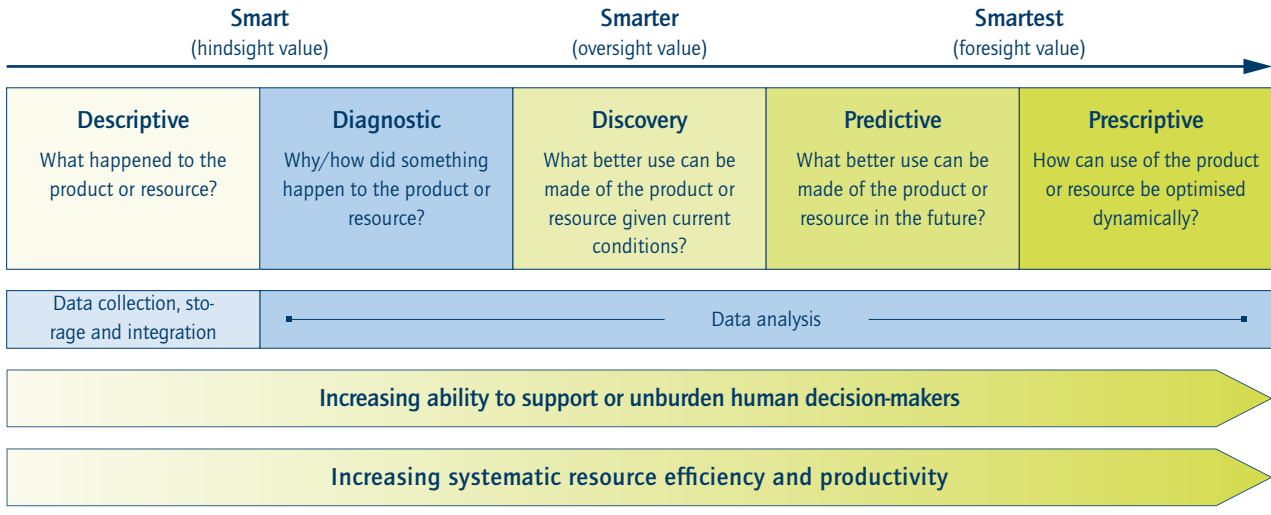 Smart
(hindsight value)
Smarter
(oversight value)
Smartest
(foresight value)
Descriptive
What happened to the
product or resource?
Diagnostic
Why/how did something
happen to the product or
resource?
Discovery
What better use can be
made of the product or
resource given current
conditions?
Predictive
What better use can be
made of the product or
resource in the future?
Prescriptive
How can use of the product
or resource be optimised
dynamically?
Data collection, sto-
rage and integration
Data analysis
Increasing ability to support or unburden human decision-makers
Increasing systematic resource efficiency and productivity